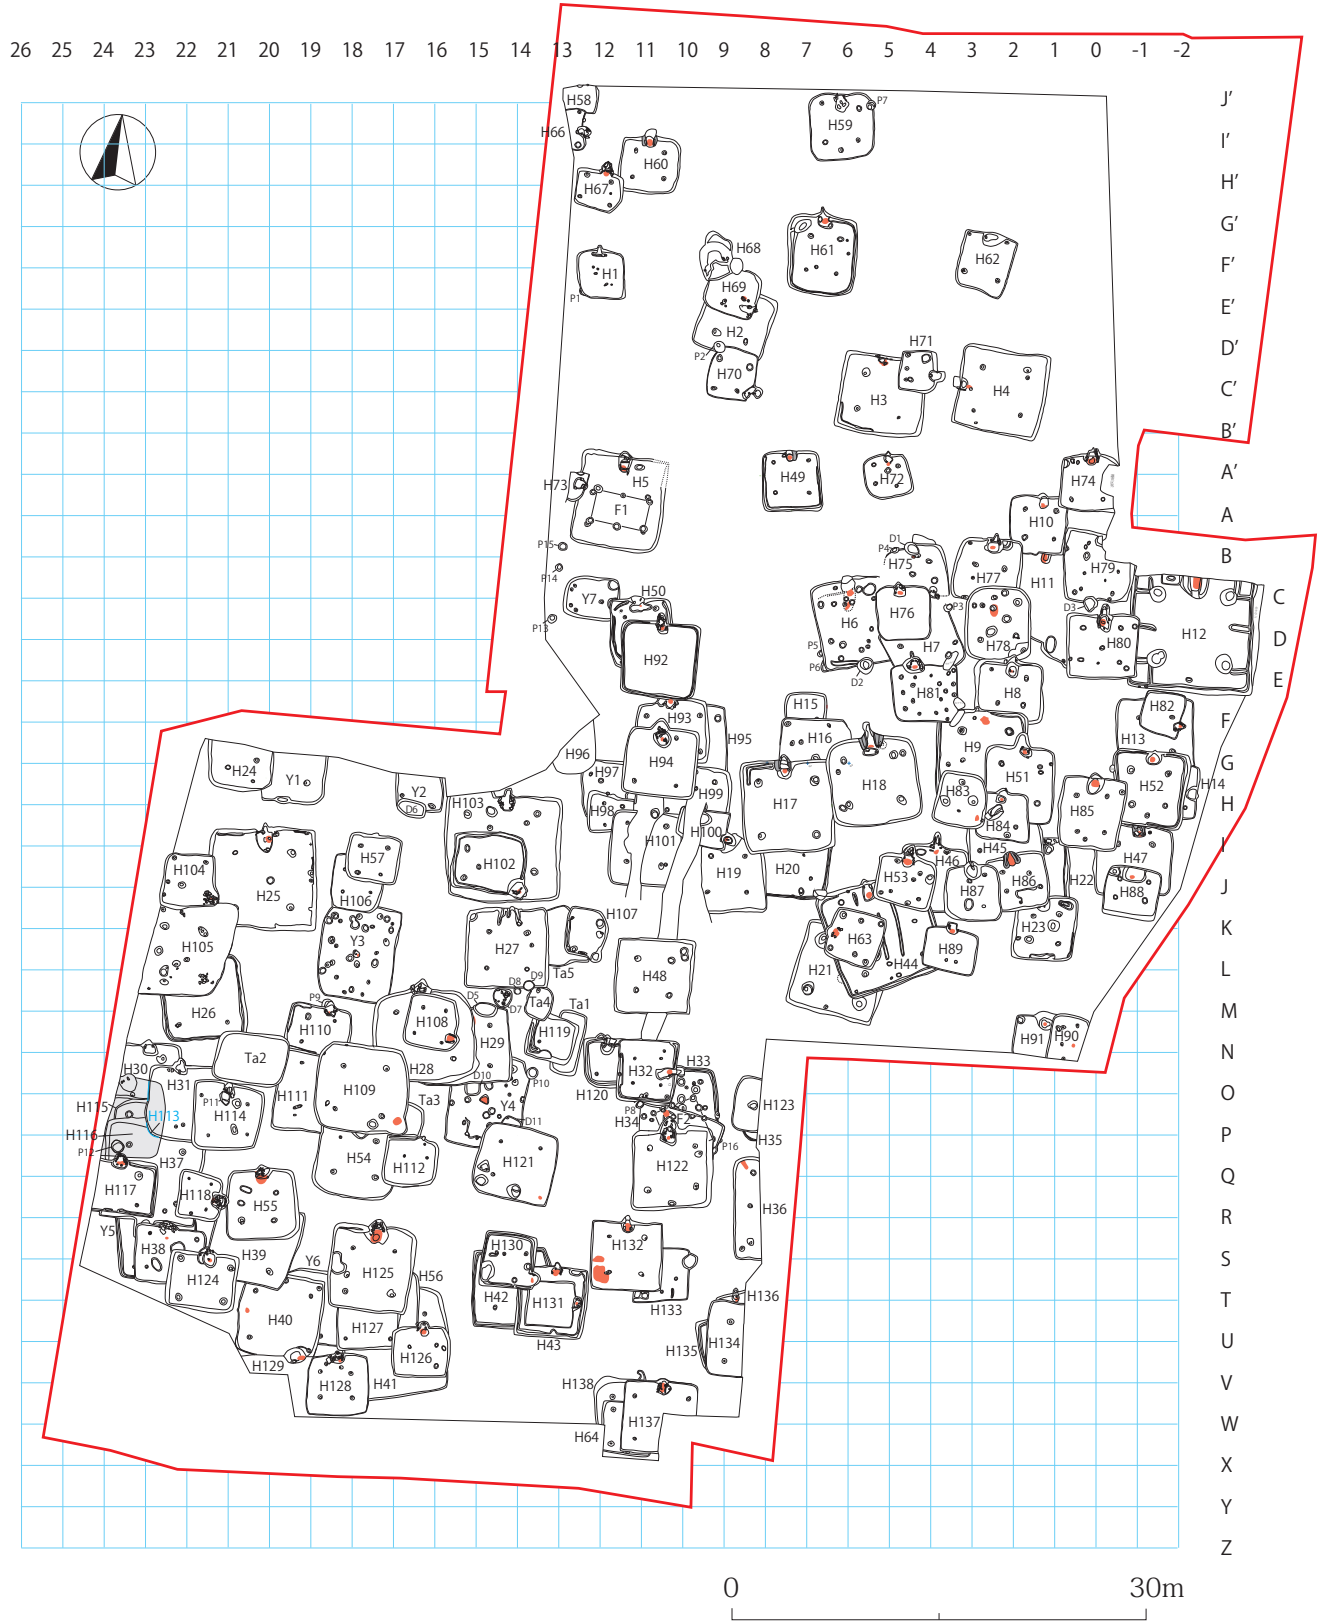 26 25 24 23 22 21 20 19 18 17 16 15 14 13 12 11 10 9 8 7 6 5 4 3 2 1 0 -1 -2
H58 P7 J’
H59
H66 I’
H60
H67 H’
G’
H68 H61
H1 H62 F’
H69
P1 E’
H2
H71 D’
P2
H70 C’
H3 H4
B’
H73 H5 H49 H72 H74 A’
F1 A
H10
P15 D1 B
P4
H75 H77 H11 H79
P14
Y7 H50 C
H76 P3 D3
P13 H6
H92 P5 H7 H78 H80 H12 D
P6
D2 H81 H8 E
H15 H82
H93 F
H95 H16 H13
H96 H9
H24 Y1 H94 H18 G
H97 H51 H52 H14
Y2 H99 H83
D6 H103 H98 H17 H85 H
H100 H84
H101 H45
H57 H102 H46 H47 I
H104 H19 H20 H53 H87 H86 H22
H25 H106 H88 J
H107
Y3 H27 H63 H23 K
H105 H89
Ta5 H48 H21 H44 L
D8 D9
P9 D5 D7 Ta4 Ta1
H26 H108 M
H110 H119 H91 H90
H29
Ta2 N
H30 H28 H33
H31 H109 H32
D10 P10 H120
H115 P11 H111 Ta3 Y4 P8 H123 O
H113 H114 H34 F2
D11
H116 H35 P
P12 H37 H54 P16
H112 H121 H122
H117 H118 Q
H55 H36
Y5 R
H38 H39 H130 H132
Y6 H125 S
H124 H56
H42 H131 H136
H40 H127 H133 T
H43 H135 H134 U
H129 H126
H128 H41 H138 V
H137
H64 W
X
Y
Z
0 30m